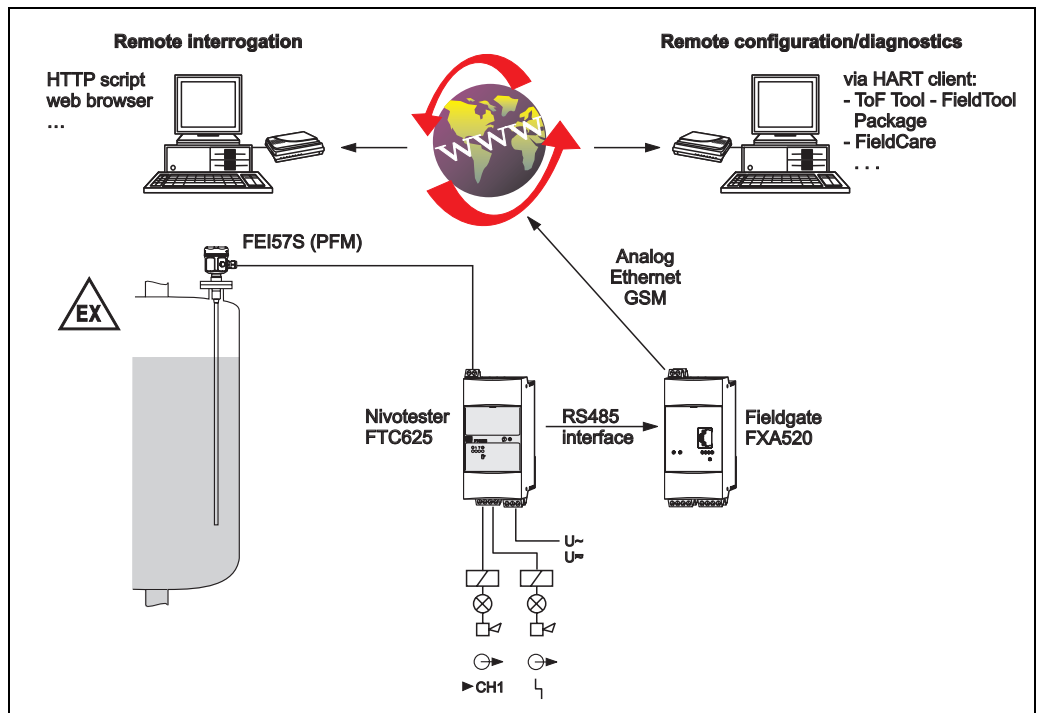 Remote interrogation
HTTP script
web browser
...
Remote configuration/diagnostics
via HART client:
- ToF Tool - FieldTool
Package
- FieldCare
. . .
www
FEI57S (PFM)
EX
Analog
Ethernet
GSM
Nivotester
FTC625
RS485
interface
Fieldgate
FXA520
U~
U≂
CH1